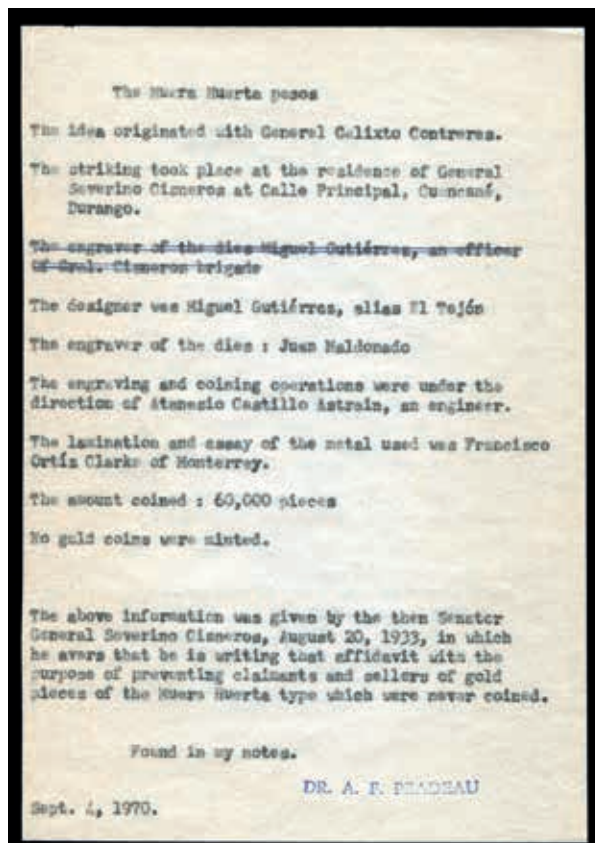 The Muera Huerta pesos
The idea originated with General Calixto Contreras.
The striking took place at the residence of General
Severino Cisneros at Calle Principal, Cuencamé,
Durango.
The engraver of the dies Miguel Gutiérres, an officer
Of Gral. Cisneros brigade
The designer was Miguel Gutiérres, alias El Tejón
The engraver of the dies : Juan Maldonado
The engraving and coining operations were under the
direction of Atanasio Castillo Astrain, an engineer.
The lamination and assay of the metal used was Francisco
Ortís Clarke of Monterrey.
The amount coined : 60,000 pieces
No gold coins were minted.
The above information was given by the then Senator
General Severino Cisneros, August 20, 1933, in which
he avers that he is writing that affidavit with the
purpose of preventing claimants and sellers of gold
pieces of the Muera Huerta type which were never coined.
Found in my notes.
DR. A. F. PRADEAU
Sept. 4, 1970.